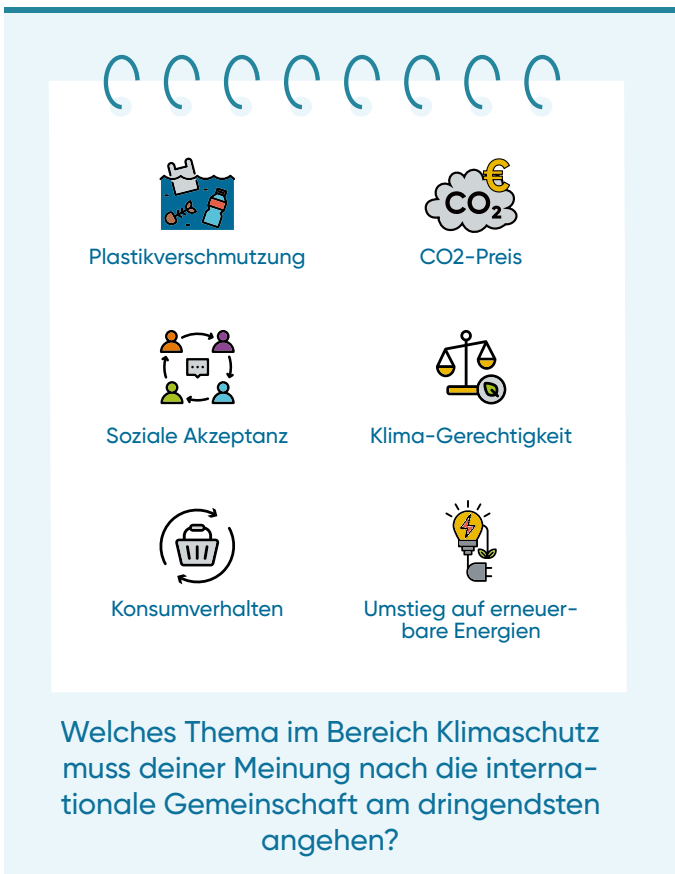 Plastikverschmutzung
€
CO2
CO2-Preis
Soziale Akzeptanz
Klima-Gerechtigkeit
Konsumverhalten
Umstieg auf erneuer-
bare Energien
Welches Thema im Bereich Klimaschutz
muss deiner Meinung nach die interna-
tionale Gemeinschaft am dringendsten
angehen?